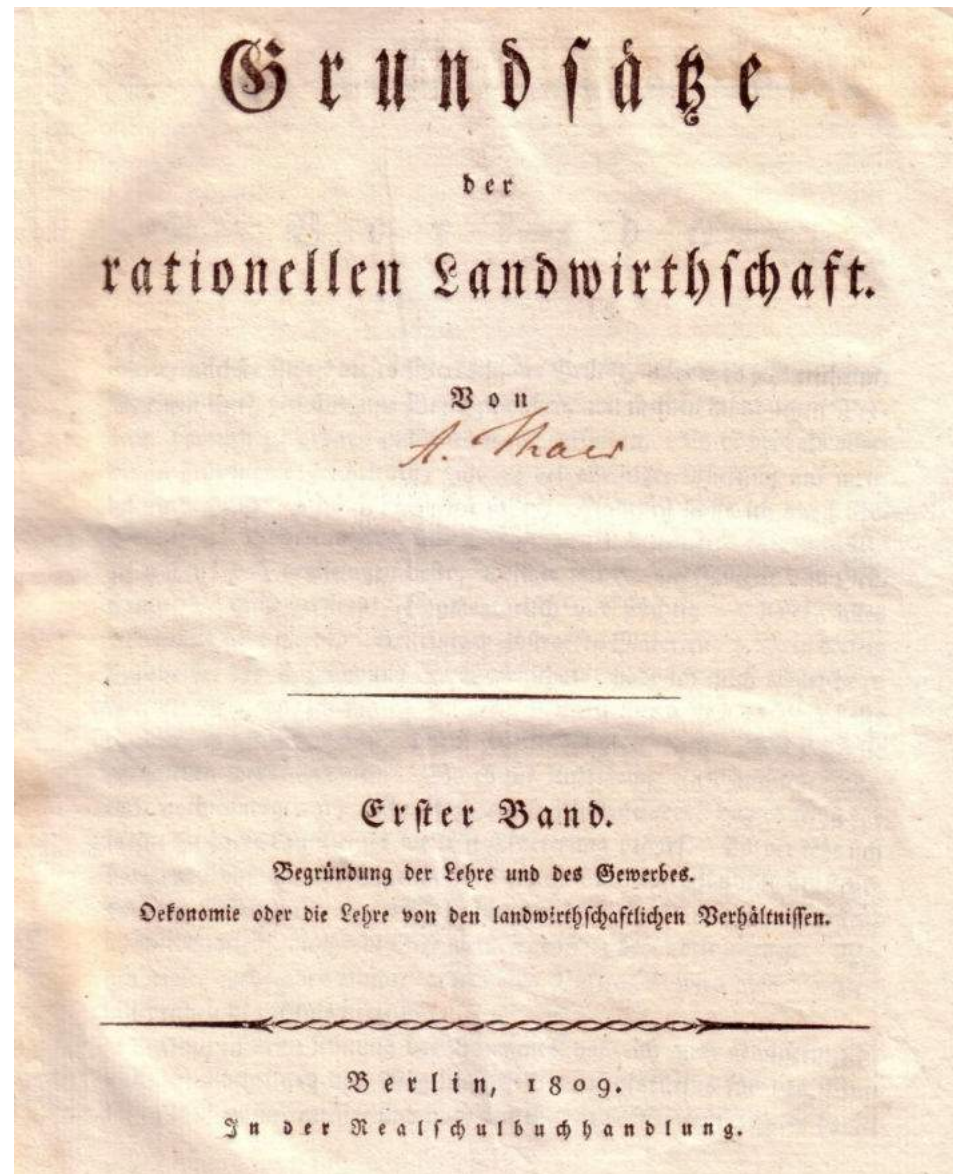 Grundſätze
der
rationellen Landwirthſchaft.
Von
A. Thaer
Erſter Band.
Begründung der Lehre und des Gewerbes.
Oekonomie oder die Lehre von den landwirthſchaftlichen Verhältniſſen.
Berlin, 1809.
In der Realſchulbuchhandlung.